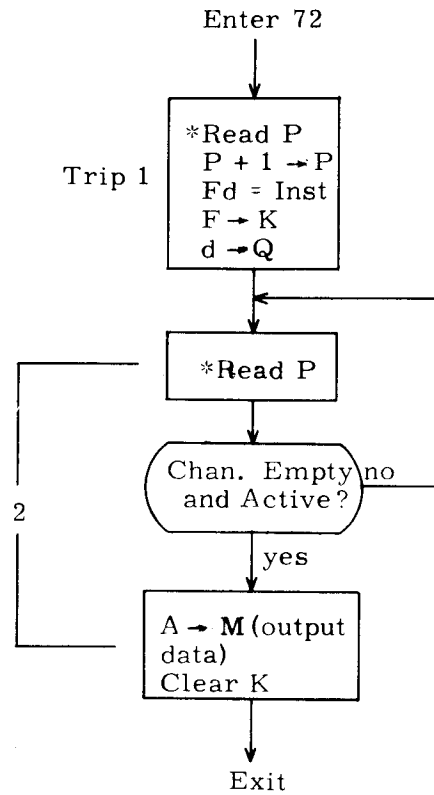 Enter 72
Trip 1
*Read P
P + 1 → P
Fd = Inst
F → K
d → Q
*Read P
Chan. Empty
and Active?
no
2
yes
A → M (output
data)
Clear K
Exit